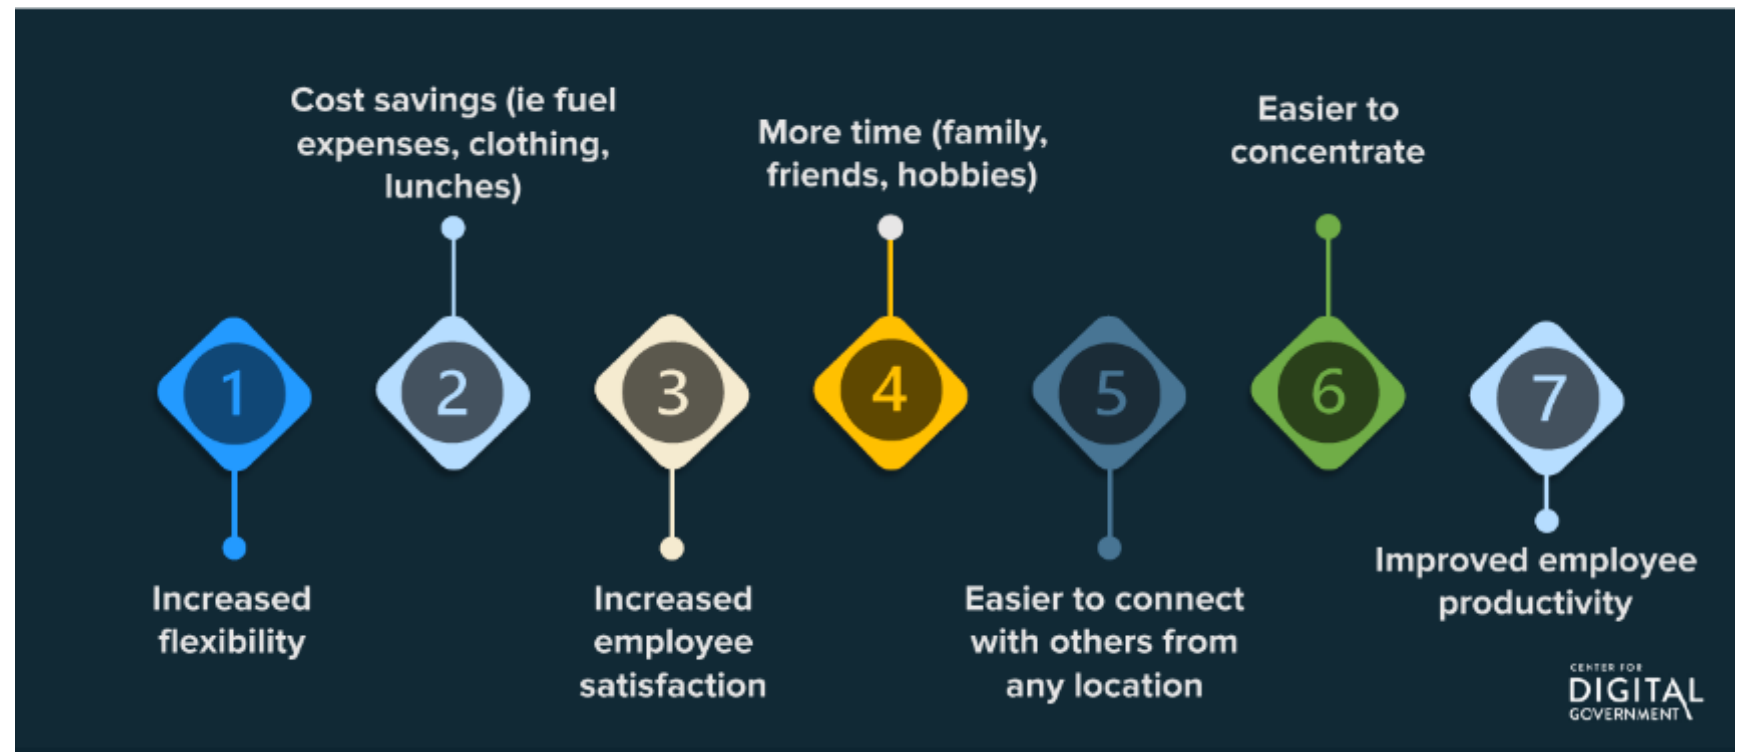 1
Increased
flexibility
2
Cost savings (ie fuel
expenses, clothing,
lunches)
3
Increased
employee
satisfaction
4
More time (family,
friends, hobbies)
5
Easier to connect
with others from
any location
6
Easier to
concentrate
7
Improved employee
productivity
CENTER FOR
DIGITAL
GOVERNMENT